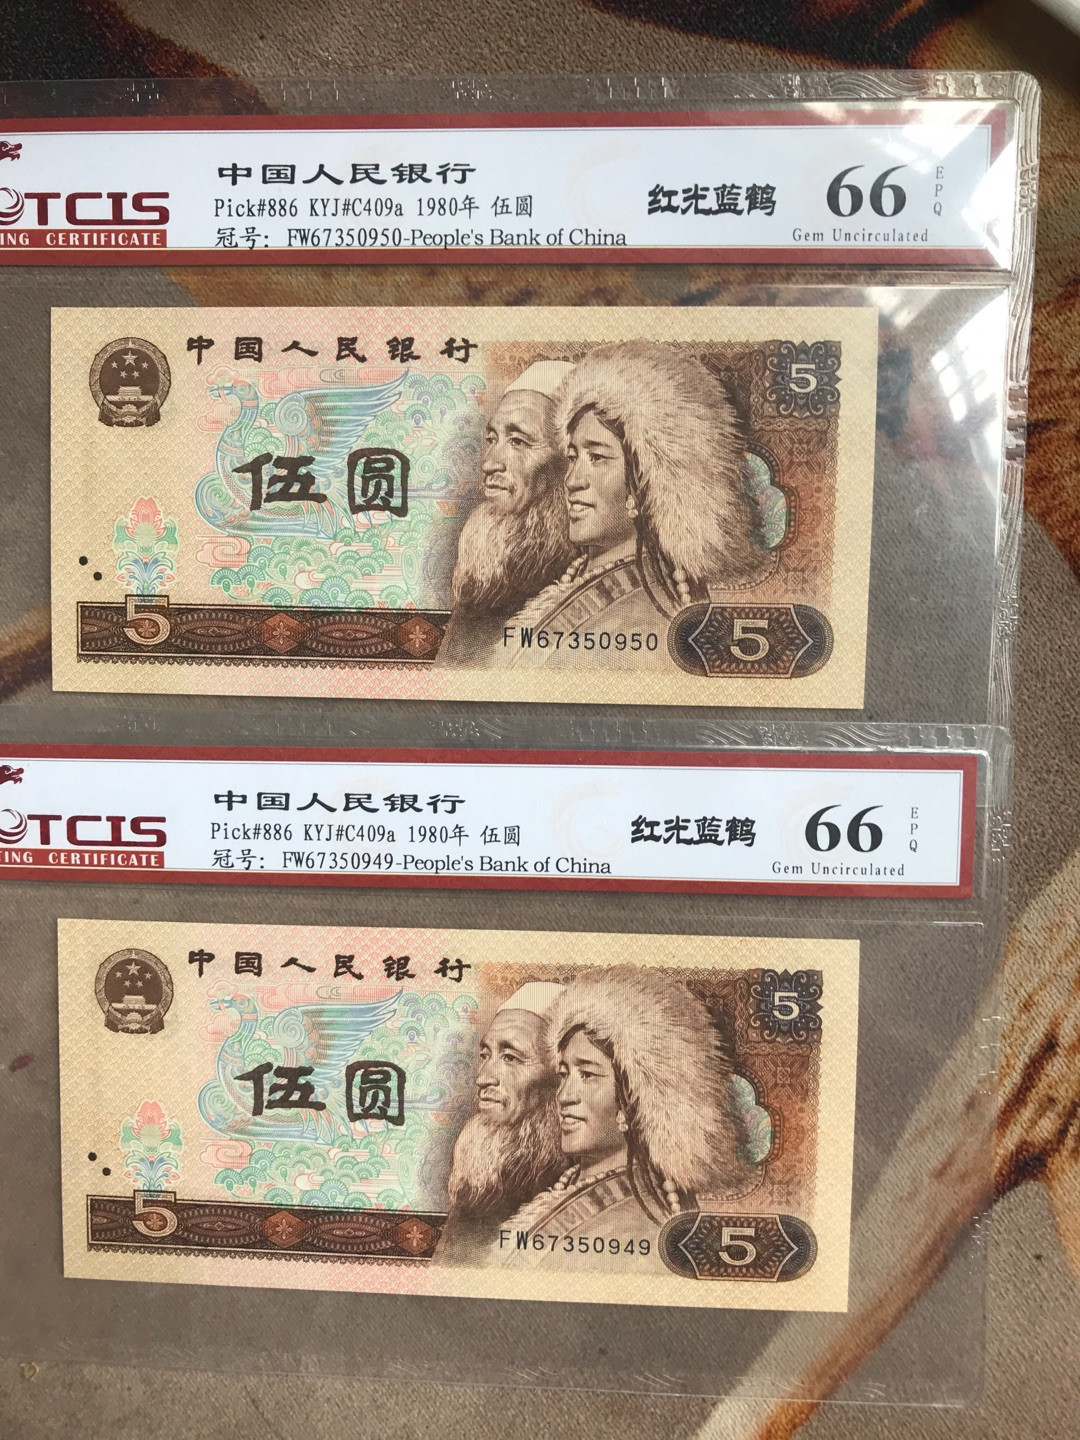 中国人民银行
Pick#886 KYJ#C409a 1980年 伍圆
冠号: FW67350950-People's Bank of China
红光蓝鹤
66
EPQ
Gem Uncirculated
TCIS
ING CERTIFICATE
中国人民银行
5
伍圆
5
FW67350950
5
中国人民银行
Pick#886 KYJ#C409a 1980年 伍圆
冠号: FW67350949-People's Bank of China
红光蓝鹤
66
EPQ
Gem Uncirculated
TCIS
ING CERTIFICATE
中国人民银行
5
伍圆
5
FW67350949
5